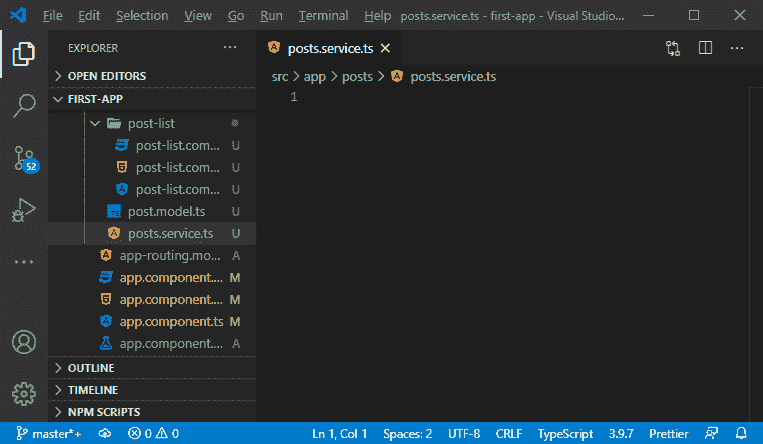 File Edit Selection View Go Run Terminal Help posts.service.ts - first-app - Visual Studio...
EXPLORER
posts.service.ts
OPEN EDITORS
src > app > posts > posts.service.ts
FIRST-APP
1
post-list
post-list.com... U
post-list.com... U
post-list.com... U
post.model.ts U
52
posts.service.ts U
app-routing.mo... A
app.component.... M
app.component.... M
app.component.ts M
app.component.... A
OUTLINE
TIMELINE
NPM SCRIPTS
master*+ 0 0 Ln 1, Col 1 Spaces: 2 UTF-8 CRLF TypeScript 3.9.7 Prettier